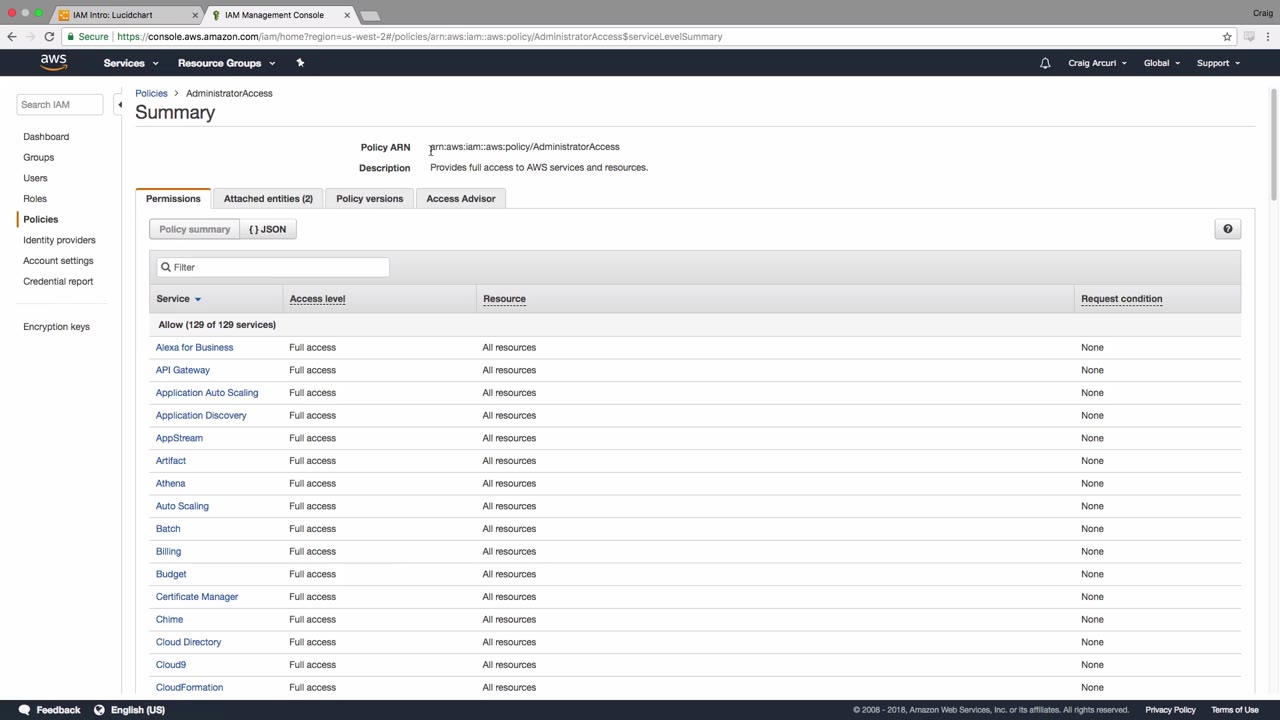 IAM Intro: Lucidchart × IAM Management Console × Craig
Secure https://console.aws.amazon.com/iam/home?region=us-west-2#/policies/arn:aws:iam::aws:policy/AdministratorAccess$serviceLevelSummary
aws Services Resource Groups Craig Arcuri Global Support
Search IAM
Dashboard
Groups
Users
Roles
Policies
Identity providers
Account settings
Credential report
Encryption keys
Policies > AdministratorAccess
Summary
Policy ARN arn:aws:iam::aws:policy/AdministratorAccess
Description Provides full access to AWS services and resources.
Permissions Attached entities (2) Policy versions Access Advisor
Policy summary { } JSON ?
Filter
Service Access level Resource Request condition
Allow (129 of 129 services)
Alexa for Business Full access All resources None
API Gateway Full access All resources None
Application Auto Scaling Full access All resources None
Application Discovery Full access All resources None
AppStream Full access All resources None
Artifact Full access All resources None
Athena Full access All resources None
Auto Scaling Full access All resources None
Batch Full access All resources None
Billing Full access All resources None
Budget Full access All resources None
Certificate Manager Full access All resources None
Chime Full access All resources None
Cloud Directory Full access All resources None
Cloud9 Full access All resources None
CloudFormation Full access All resources None
Feedback English (US) © 2008 - 2018, Amazon Web Services, Inc. or its affiliates. All rights reserved. Privacy Policy Terms of Use